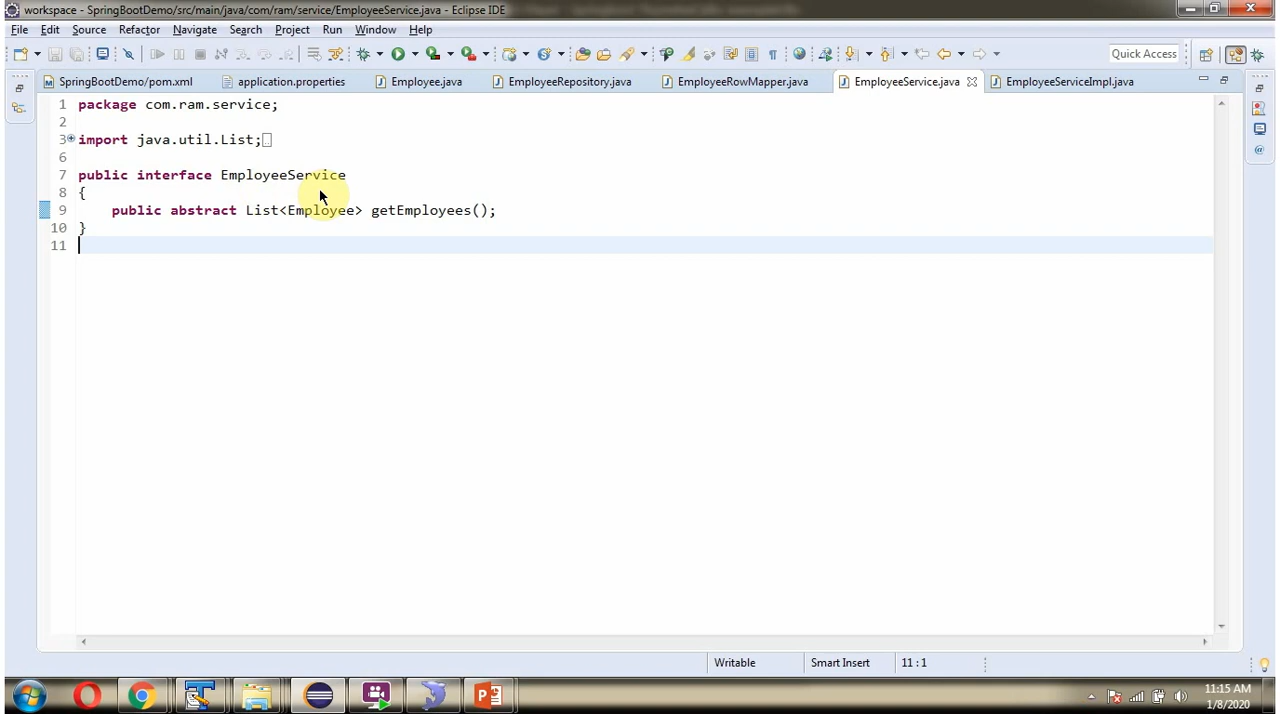 workspace - SpringBootDemo/src/main/java/com/ram/service/EmployeeService.java - Eclipse IDE
File Edit Source Refactor Navigate Search Project Run Window Help
Quick Access
SpringBootDemo/pom.xml application.properties Employee.java EmployeeRepository.java EmployeeRowMapper.java EmployeeService.java EmployeeServiceImpl.java
1 package com.ram.service;
2
3 import java.util.List;
6
7 public interface EmployeeService
8 {
9 public abstract List<Employee> getEmployees();
10 }
11
Writable Smart Insert 11 : 1
11:15 AM
1/8/2020